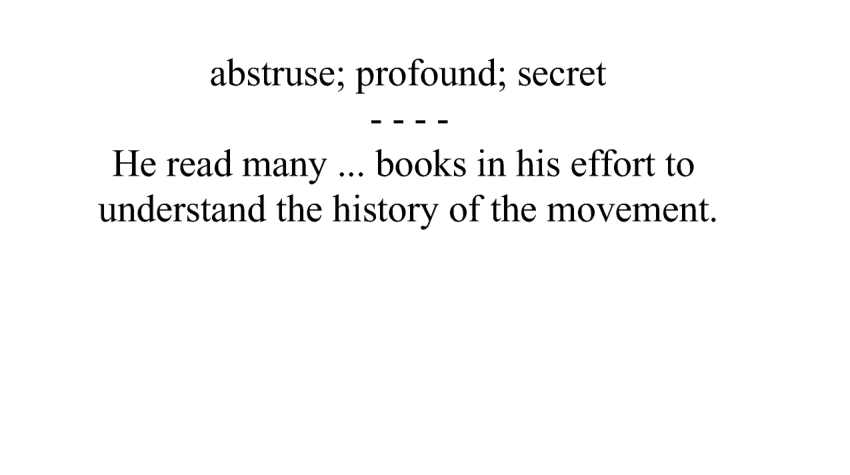 abstruse; profound; secret
- - - -
He read many ... books in his effort to
understand the history of the movement.